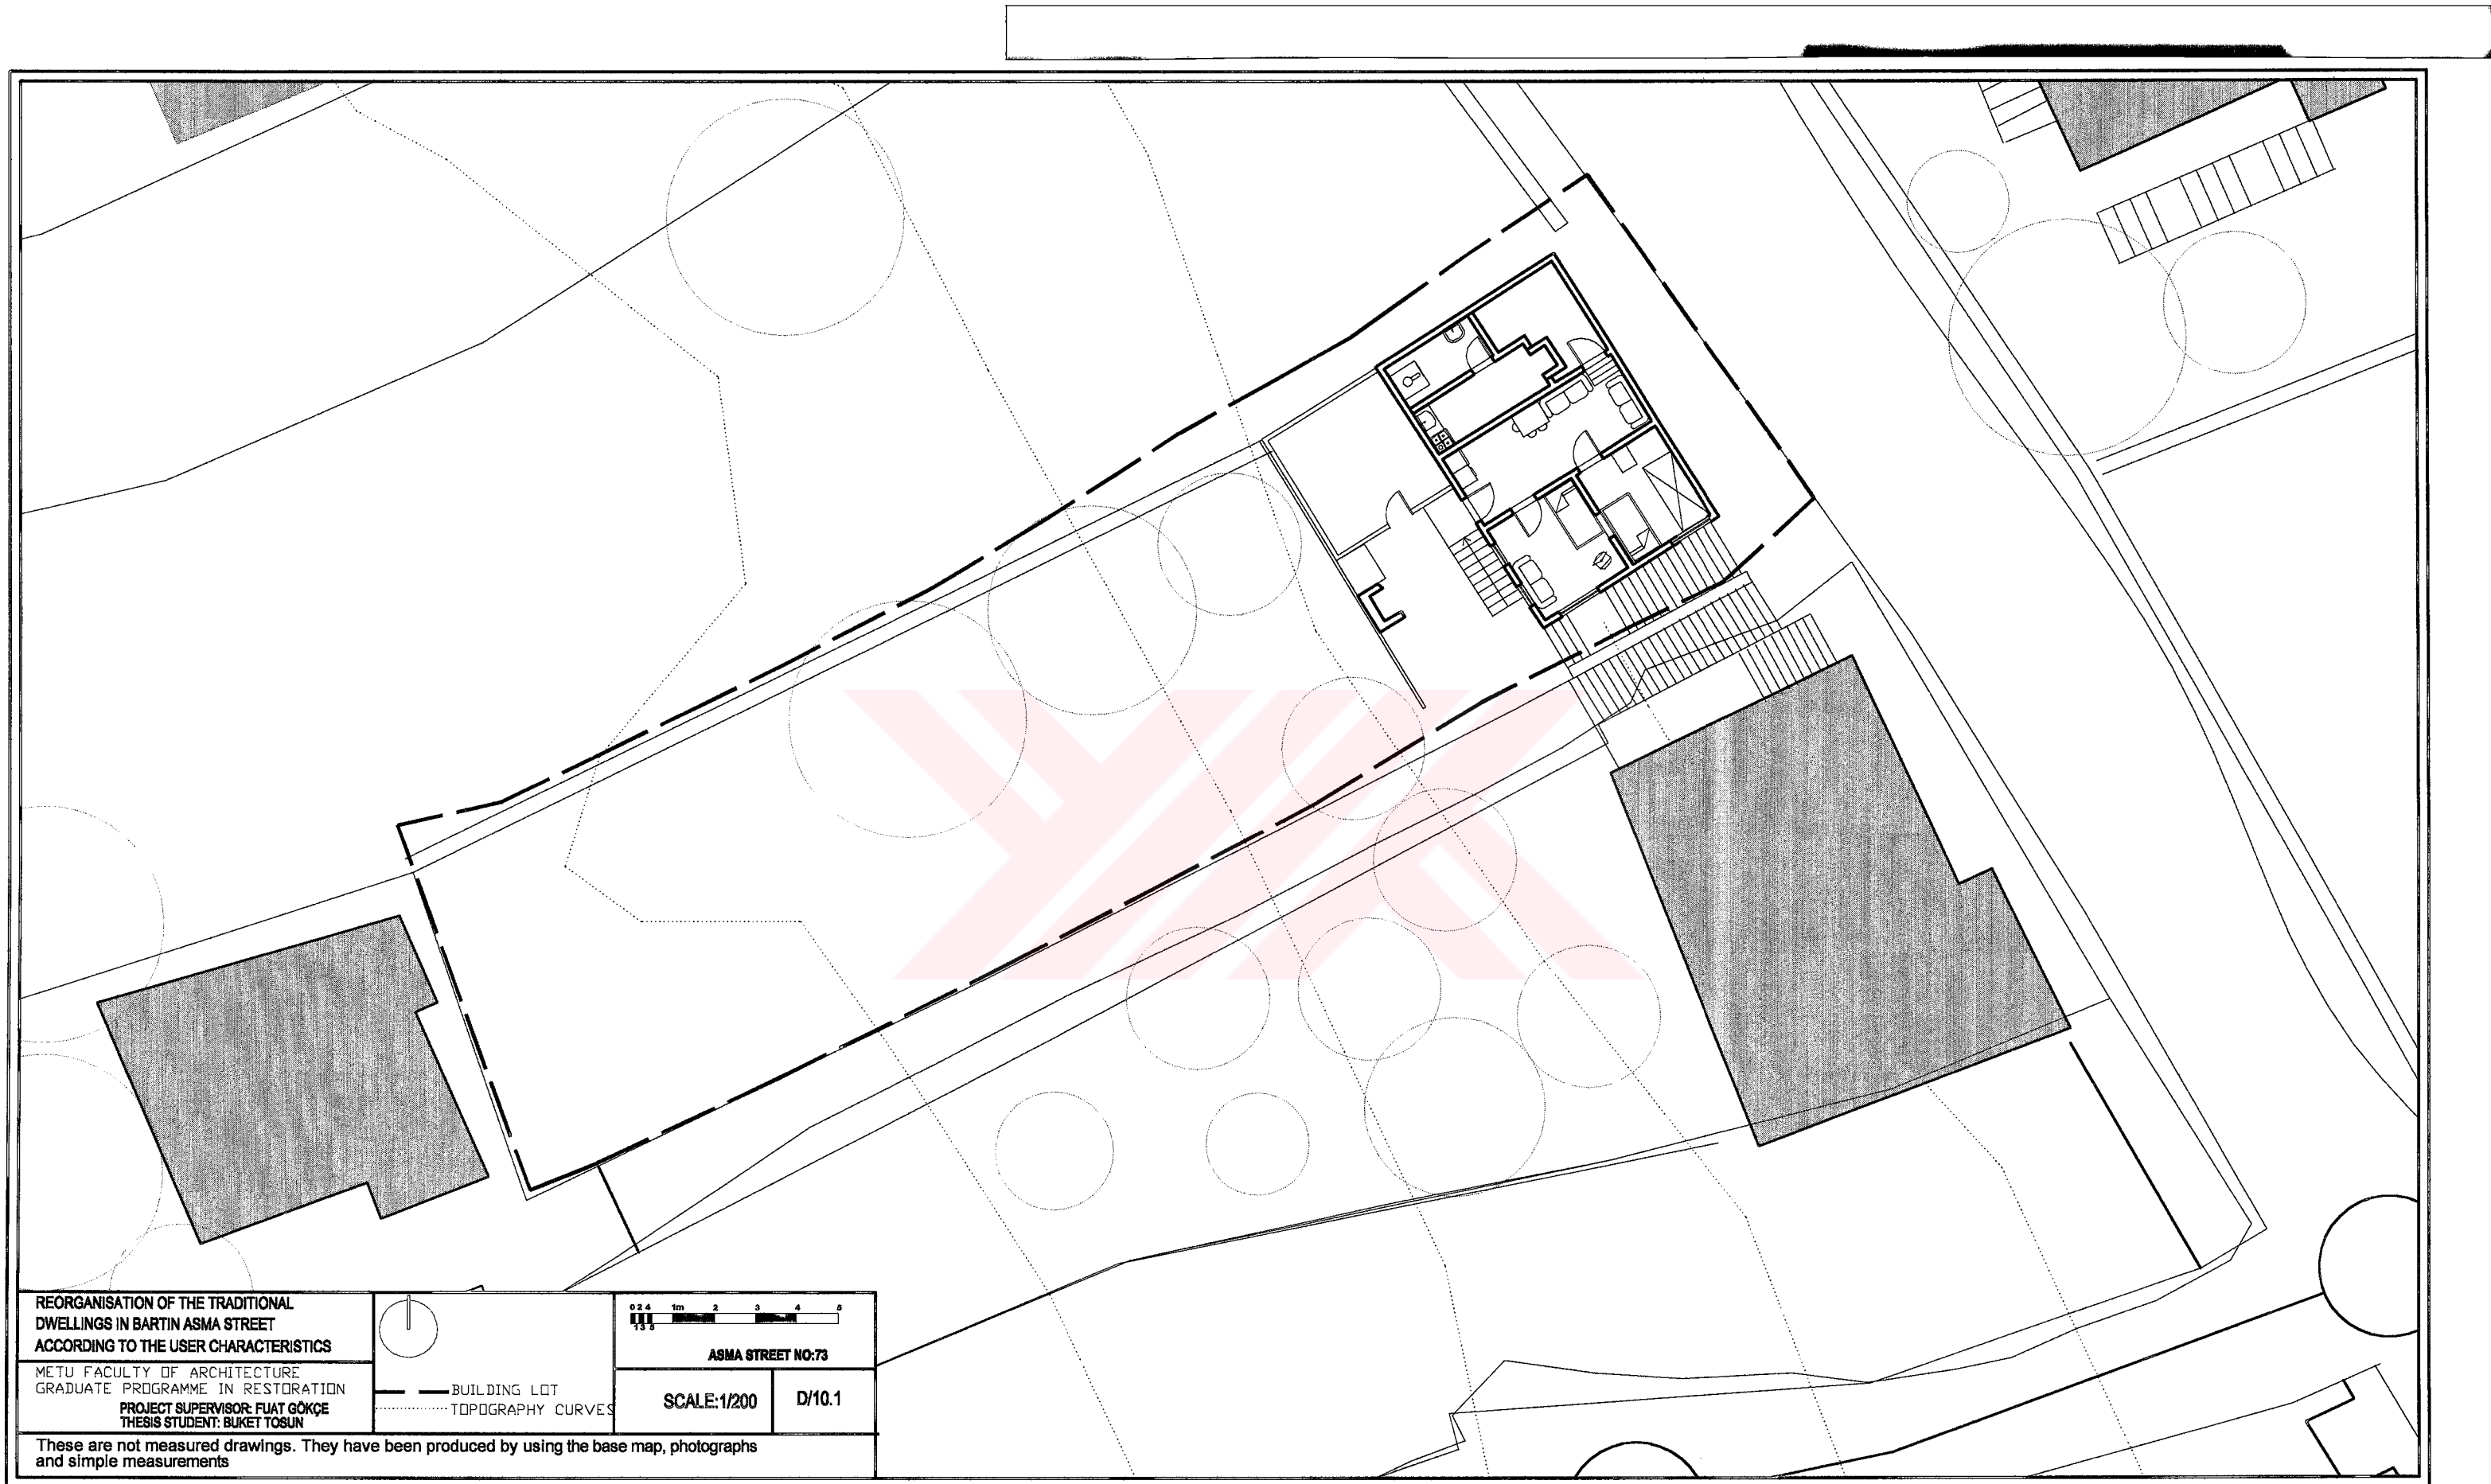 REORGANISATION OF THE TRADITIONAL
DWELLINGS IN BARTIN ASMA STREET
ACCORDING TO THE USER CHARACTERISTICS
METU FACULTY OF ARCHITECTURE
GRADUATE PROGRAMME IN RESTORATION
PROJECT SUPERVISOR: FUAT GÖKÇE
THESIS STUDENT: BUKET TOSUN
BUILDING LOT
TOPOGRAPHY CURVES
0 2 4 1m 2 3 4 5
1 3 5
ASMA STREET NO:73
SCALE:1/200
D/10.1
These are not measured drawings. They have been produced by using the base map, photographs
and simple measurements